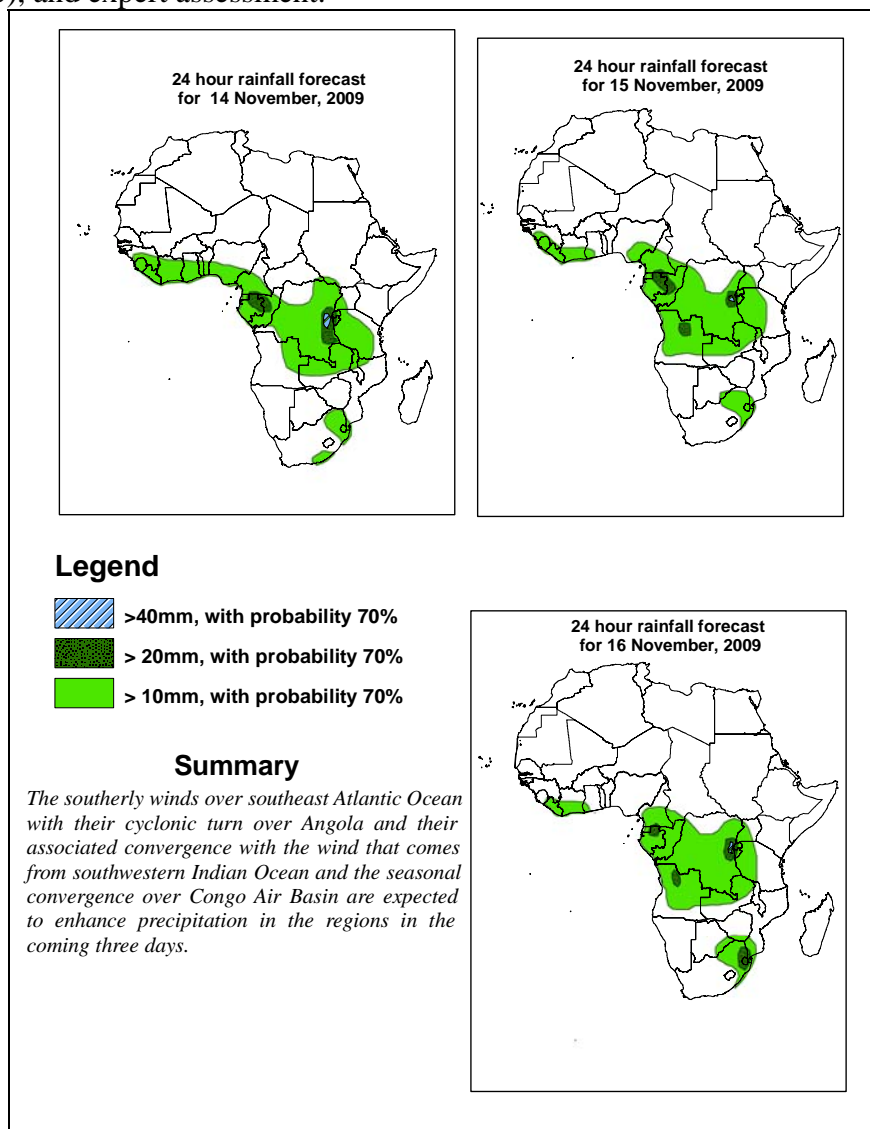 ), and expert assessment.
24 hour rainfall forecast
for 14 November, 2009
24 hour rainfall forecast
for 15 November, 2009
Legend
>40mm, with probability 70%
> 20mm, with probability 70%
> 10mm, with probability 70%
24 hour rainfall forecast
for 16 November, 2009
Summary
The southerly winds over southeast Atlantic Ocean
with their cyclonic turn over Angola and their
associated convergence with the wind that comes
from southwestern Indian Ocean and the seasonal
convergence over Congo Air Basin are expected
to enhance precipitation in the regions in the
coming three days.